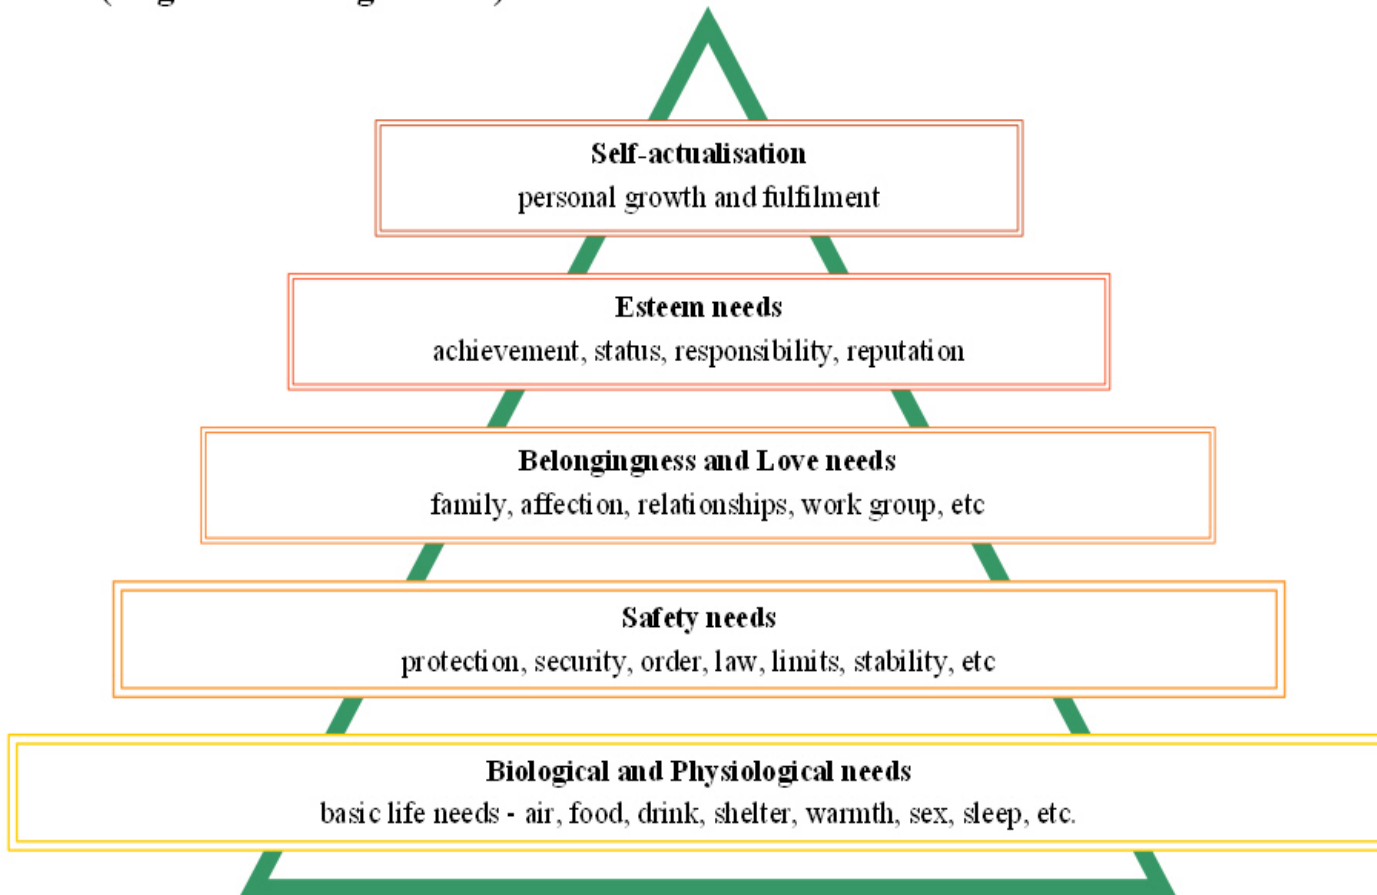 Self-actualisation
personal growth and fulfilment
Esteem needs
achievement, status, responsibility, reputation
Belongingness and Love needs
family, affection, relationships, work group, etc
Safety needs
protection, security, order, law, limits, stability, etc
Biological and Physiological needs
basic life needs - air, food, drink, shelter, warmth, sex, sleep, etc.